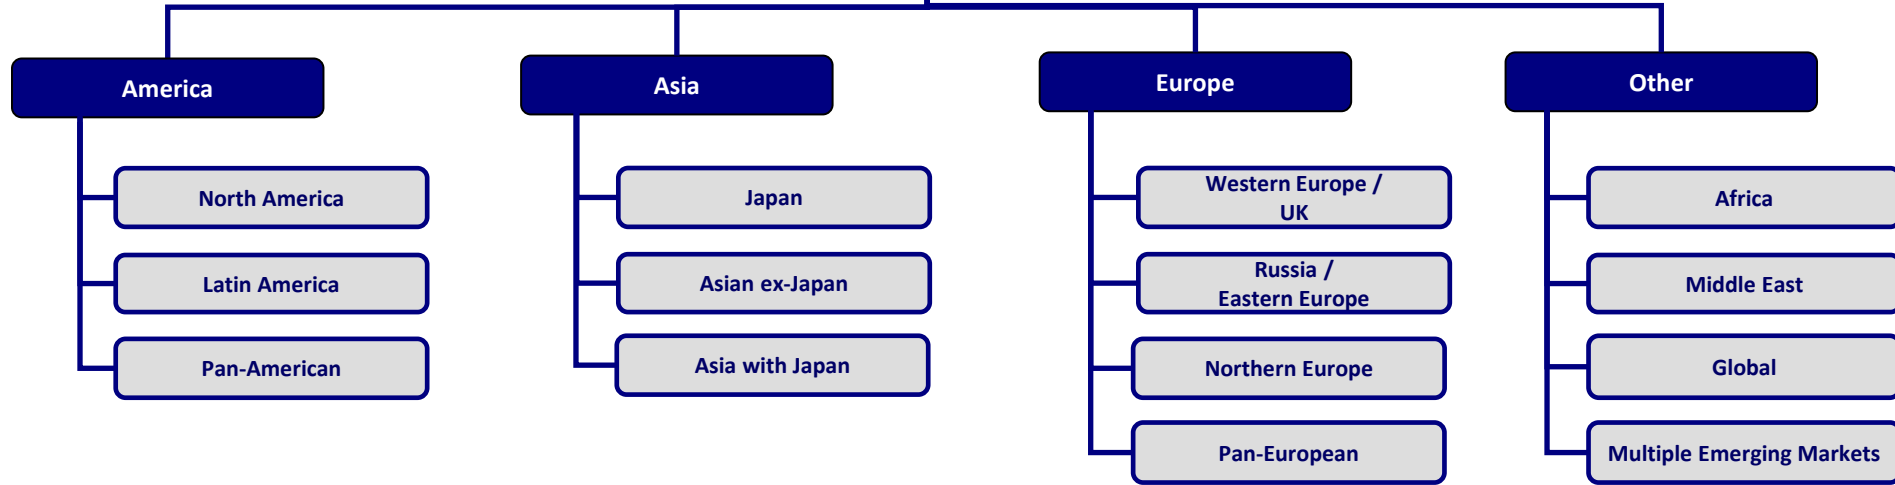 America
North America
Latin America
Pan-American
Asia
Japan
Asian ex-Japan
Asia with Japan
Europe
Western Europe /
UK
Russia /
Eastern Europe
Northern Europe
Pan-European
Other
Africa
Middle East
Global
Multiple Emerging Markets